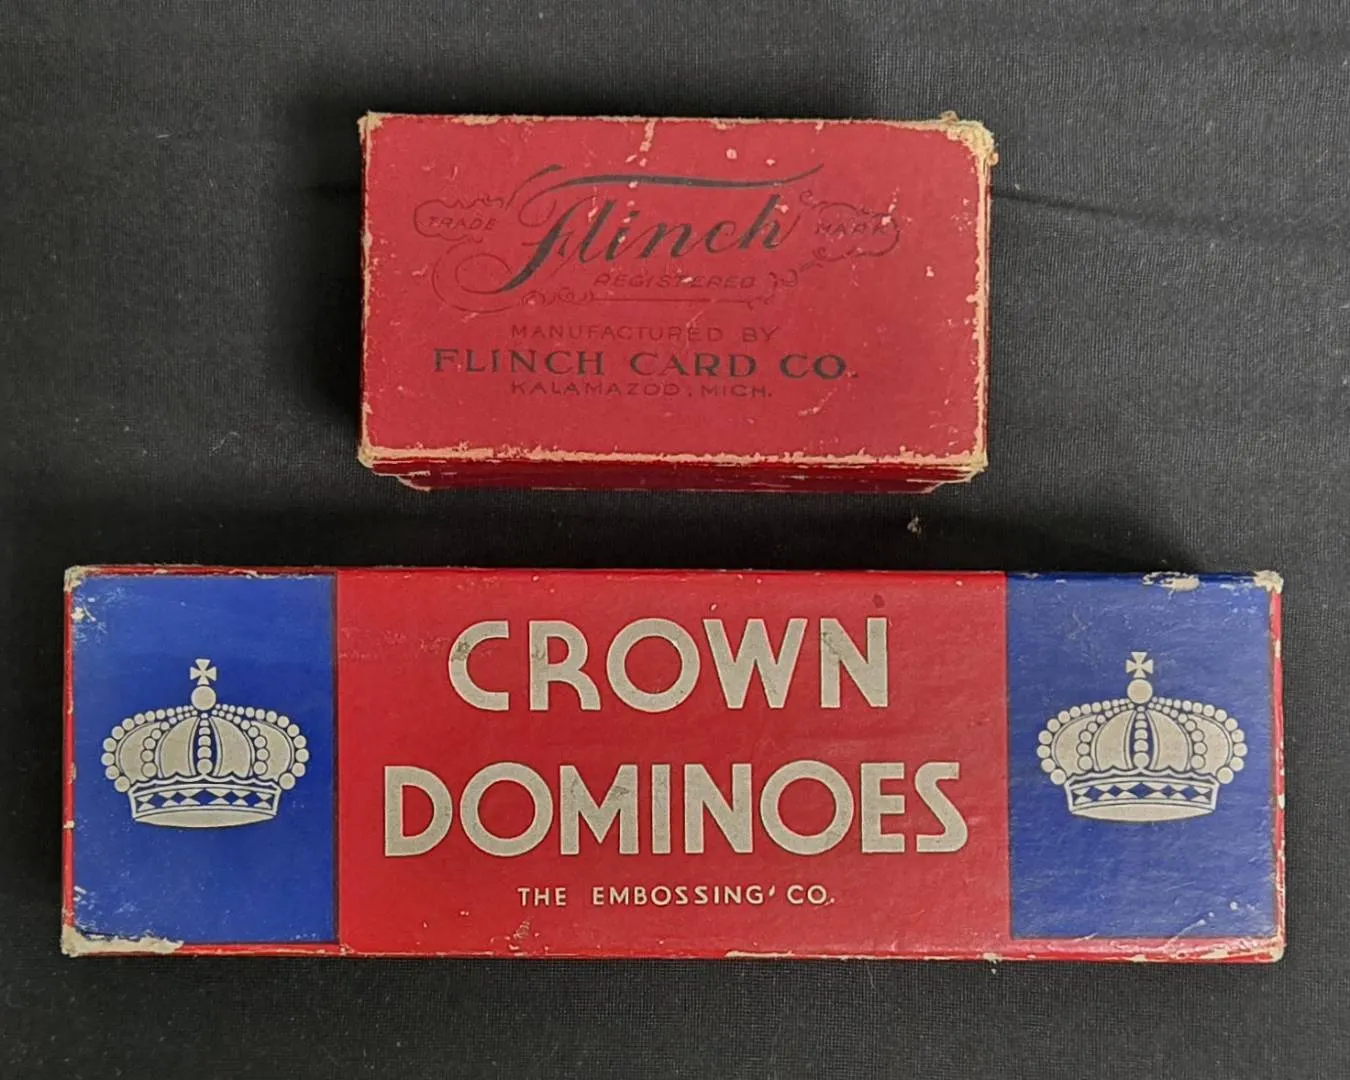 TRADE Flinch MARK
REGISTERED
MANUFACTURED BY
FLINCH CARD CO.
KALAMAZOO, MICH.
CROWN
DOMINOES
THE EMBOSSING' CO.